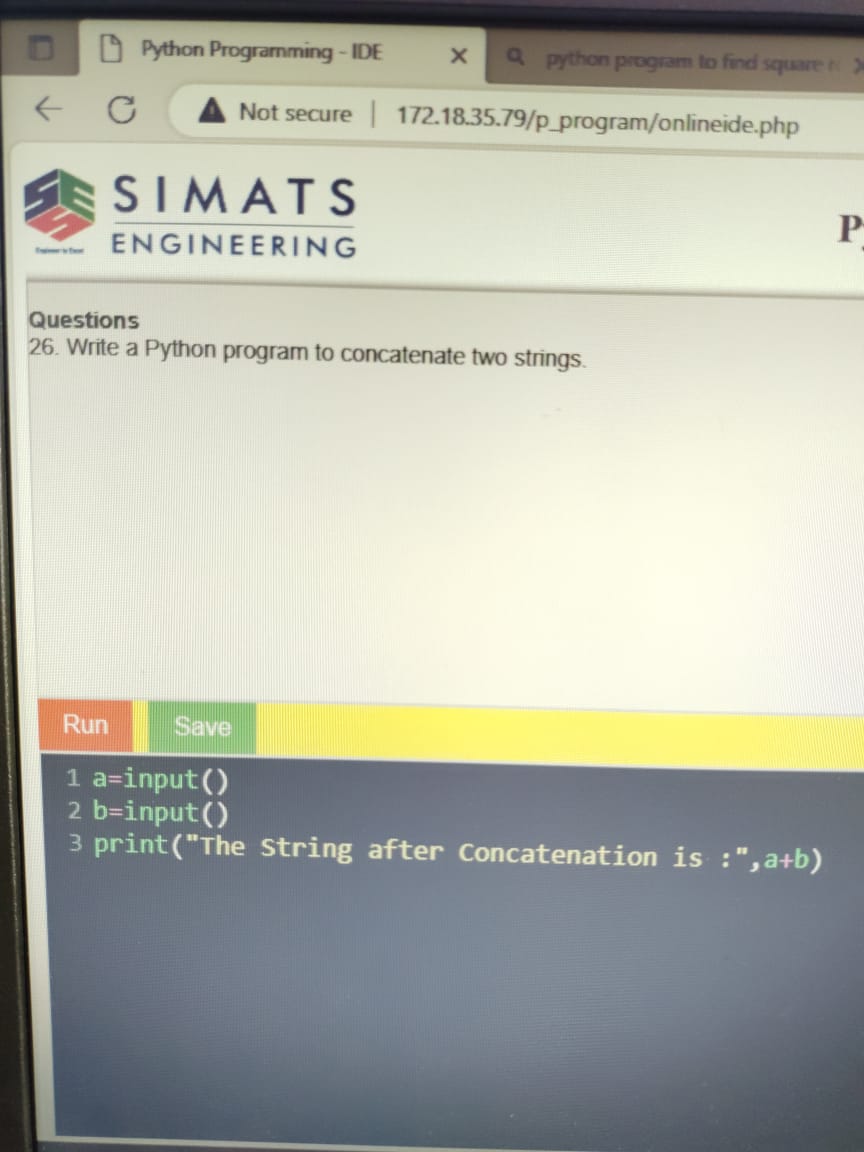 Python Programming - IDE
python program to find square
Not secure | 172.18.35.79/p_program/onlineide.php
SIMATS
ENGINEERING
Questions
26. Write a Python program to concatenate two strings.
Run Save
1 a=input()
2 b=input()
3 print("The String after Concatenation is :",a+b)